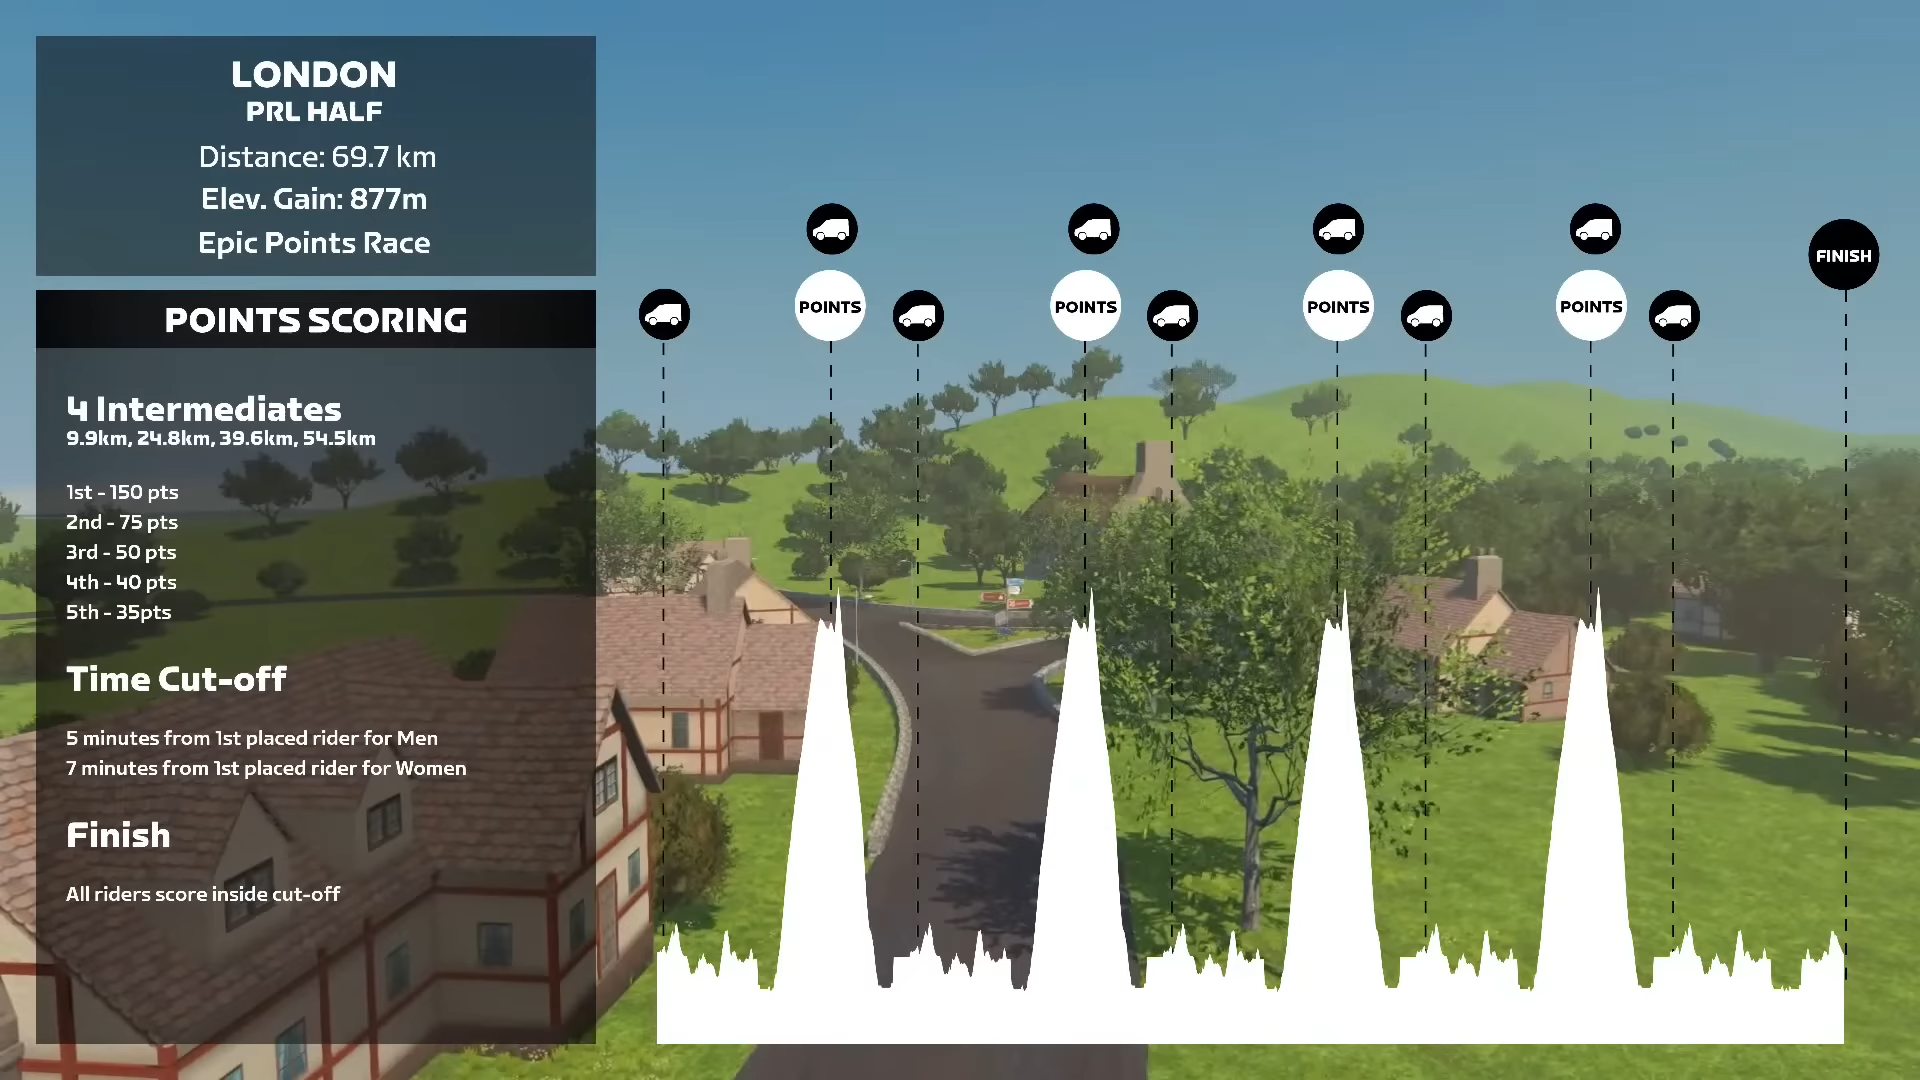 LONDON
PRL HALF
Distance: 69.7 km
Elev. Gain: 877m
Epic Points Race
POINTS SCORING
4 Intermediates
9.9km, 24.8km, 39.6km, 54.5km
1st - 150 pts
2nd - 75 pts
3rd - 50 pts
4th - 40 pts
5th - 35pts
Time Cut-off
5 minutes from 1st placed rider for Men
7 minutes from 1st placed rider for Women
Finish
All riders score inside cut-off
POINTS
POINTS
POINTS
POINTS
FINISH